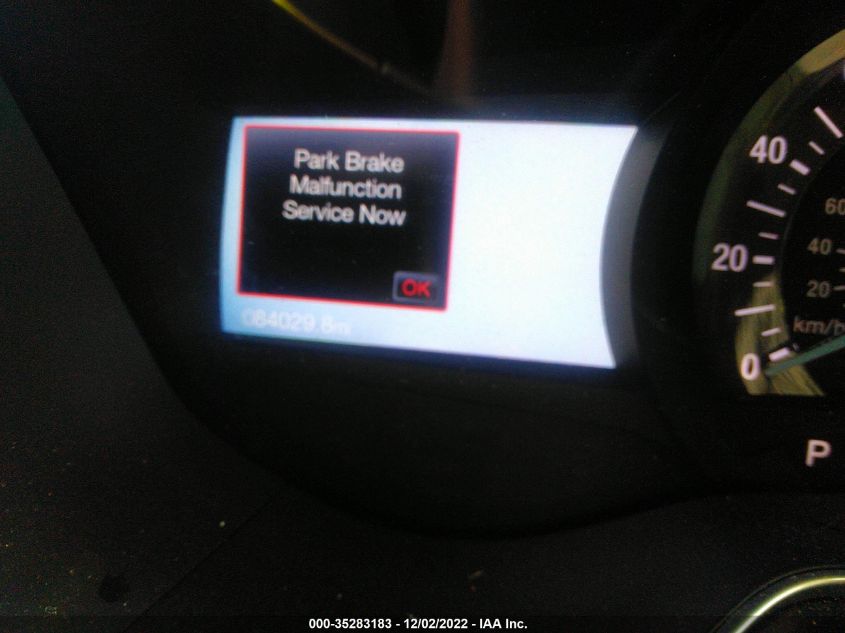 Park Brake
Malfunction
Service Now
OK
084029.8mi
40
20
0
60
40
20
km/h
P
000-35283183 - 12/02/2022 - IAA Inc.